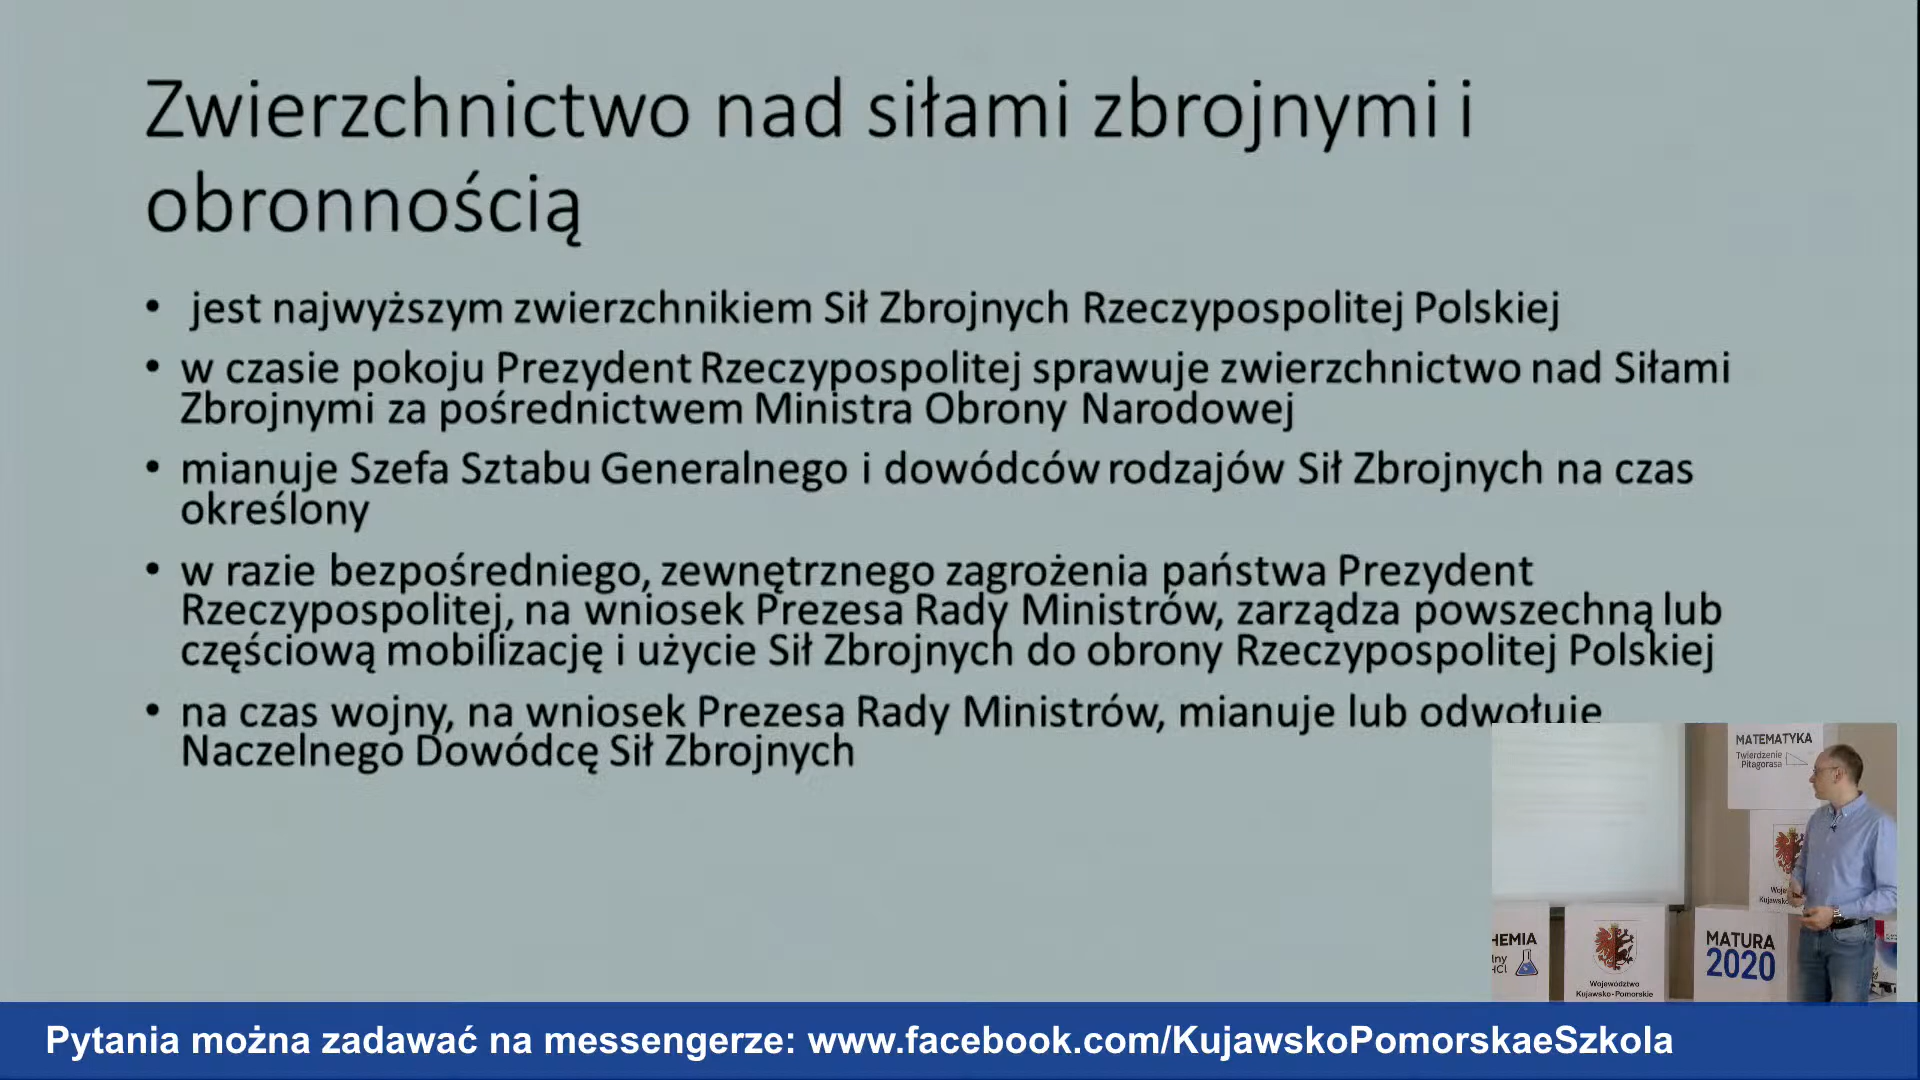 Zwierzchnictwo nad siłami zbrojnymi i
obronnością
• jest najwyższym zwierzchnikiem Sił Zbrojnych Rzeczypospolitej Polskiej
• w czasie pokoju Prezydent Rzeczypospolitej sprawuje zwierzchnictwo nad Siłami
Zbrojnymi za pośrednictwem Ministra Obrony Narodowej
• mianuje Szefa Sztabu Generalnego i dowódców rodzajów Sił Zbrojnych na czas
określony
• w razie bezpośredniego, zewnętrznego zagrożenia państwa Prezydent
Rzeczypospolitej, na wniosek Prezesa Rady Ministrów, zarządza powszechną lub
częściową mobilizację i użycie Sił Zbrojnych do obrony Rzeczypospolitej Polskiej
• na czas wojny, na wniosek Prezesa Rady Ministrów, mianuje lub odwołuje
Naczelnego Dowódcę Sił Zbrojnych
MATEMATYKA
Twierdzenie
Pitagorasa
HEMIA
Województwo
Kujawsko-Pomorskie
MATURA
2020
Pytania można zadawać na messengerze: www.facebook.com/KujawskoPomorskaeSzkola